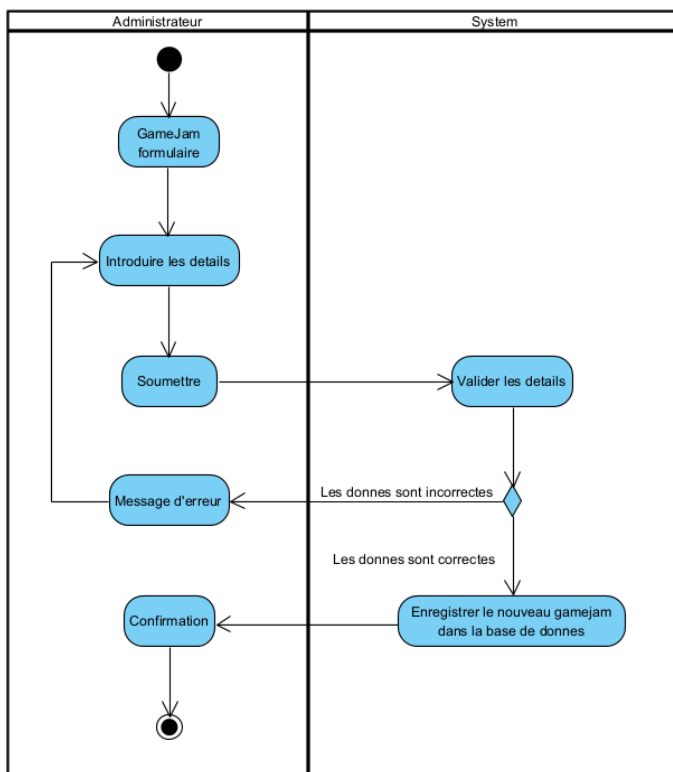 Administrateur
System
GameJam
formulaire
Introduire les details
Soumettre
Valider les details
Les donnes sont incorrectes
Message d'erreur
Les donnes sont correctes
Confirmation
Enregistrer le nouveau gamejam
dans la base de donnes